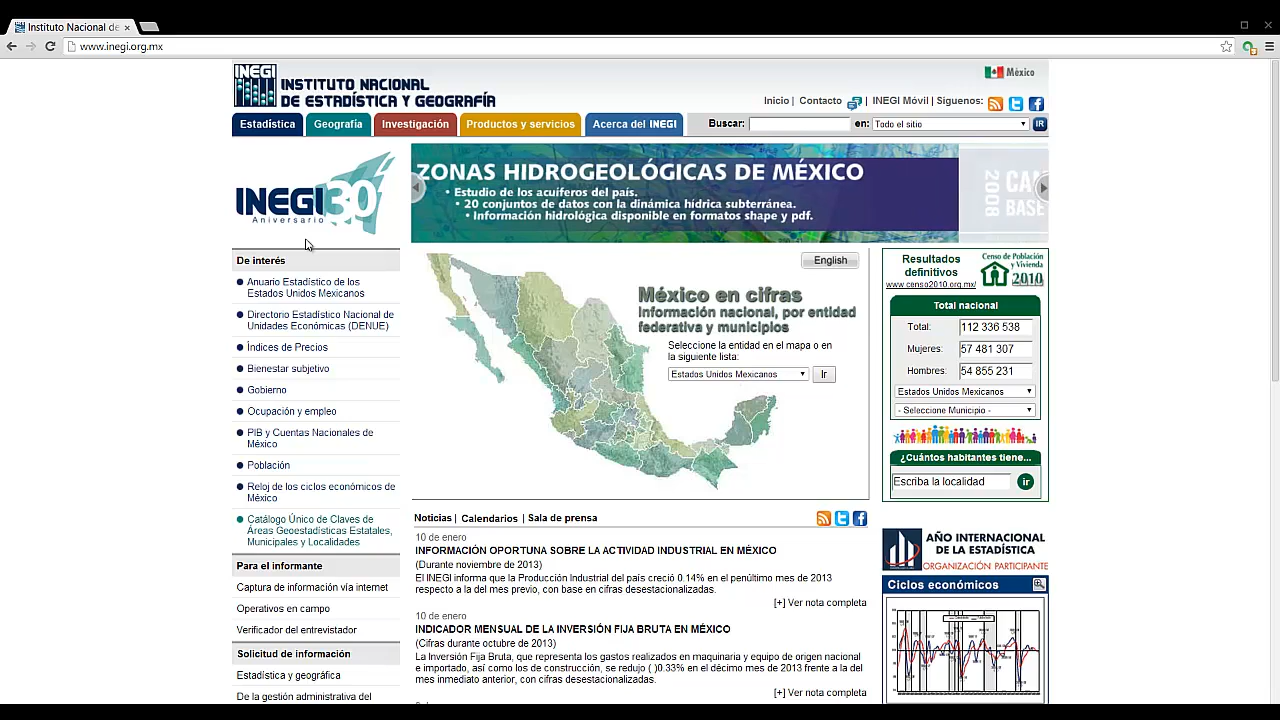 Instituto Nacional de
www.inegi.org.mx
INEGI
INSTITUTO NACIONAL
DE ESTADÍSTICA Y GEOGRAFÍA
México
Inicio | Contacto | INEGI Móvil | Síguenos:
Estadística Geografía Investigación Productos y servicios Acerca del INEGI Buscar: en: Todo el sitio IR
INEGI 30
Aniversario
ZONAS HIDROGEOLÓGICAS DE MÉXICO
• Estudio de los acuíferos del país.
• 20 conjuntos de datos con la dinámica hídrica subterránea.
• Información hidrológica disponible en formatos shape y pdf.
2008
De interés
Anuario Estadístico de los
Estados Unidos Mexicanos
Directorio Estadístico Nacional de
Unidades Económicas (DENUE)
Índices de Precios
Bienestar subjetivo
Gobierno
Ocupación y empleo
PIB y Cuentas Nacionales de
México
Población
Reloj de los ciclos económicos de
México
Catálogo Único de Claves de
Áreas Geoestadísticas Estatales,
Municipales y Localidades
Para el informante
Captura de información vía internet
Operativos en campo
Verificador del entrevistador
Solicitud de información
Estadística y geográfica
De la gestión administrativa del
English
México en cifras
Información nacional, por entidad
federativa y municipios
Seleccione la entidad en el mapa o en
la siguiente lista:
Estados Unidos Mexicanos Ir
Noticias | Calendarios | Sala de prensa
10 de enero
INFORMACIÓN OPORTUNA SOBRE LA ACTIVIDAD INDUSTRIAL EN MÉXICO
(Durante noviembre de 2013)
El INEGI informa que la Producción Industrial del país creció 0.14% en el penúltimo mes de 2013
respecto a la del mes previo, con base en cifras desestacionalizadas.
[+] Ver nota completa
10 de enero
INDICADOR MENSUAL DE LA INVERSIÓN FIJA BRUTA EN MÉXICO
(Cifras durante octubre de 2013)
La Inversión Fija Bruta, que representa los gastos realizados en maquinaria y equipo de origen nacional
e importado, así como los de construcción, se redujo (-)0.33% en el décimo mes de 2013 frente a la del
mes inmediato anterior, con cifras desestacionalizadas.
[+] Ver nota completa
Resultados
definitivos
www.censo2010.org.mx/
Censo de Población
y Vivienda
2010
Total nacional
Total: 112 336 538
Mujeres: 57 481 307
Hombres: 54 855 231
Estados Unidos Mexicanos
- Seleccione Municipio -
¿Cuántos habitantes tiene...
Escriba la localidad ir
AÑO INTERNACIONAL
DE LA ESTADÍSTICA
ORGANIZACIÓN PARTICIPANTE
Ciclos económicos